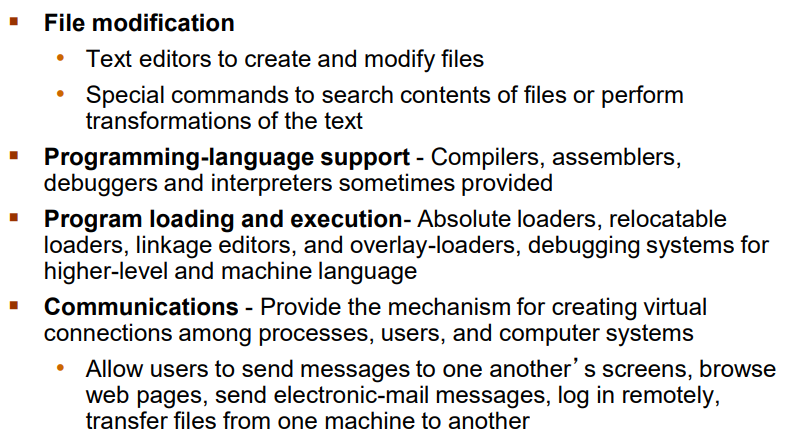 ▪ File modification
• Text editors to create and modify files
• Special commands to search contents of files or perform
transformations of the text
▪ Programming-language support - Compilers, assemblers,
debuggers and interpreters sometimes provided
▪ Program loading and execution- Absolute loaders, relocatable
loaders, linkage editors, and overlay-loaders, debugging systems for
higher-level and machine language
▪ Communications - Provide the mechanism for creating virtual
connections among processes, users, and computer systems
• Allow users to send messages to one another’s screens, browse
web pages, send electronic-mail messages, log in remotely,
transfer files from one machine to another